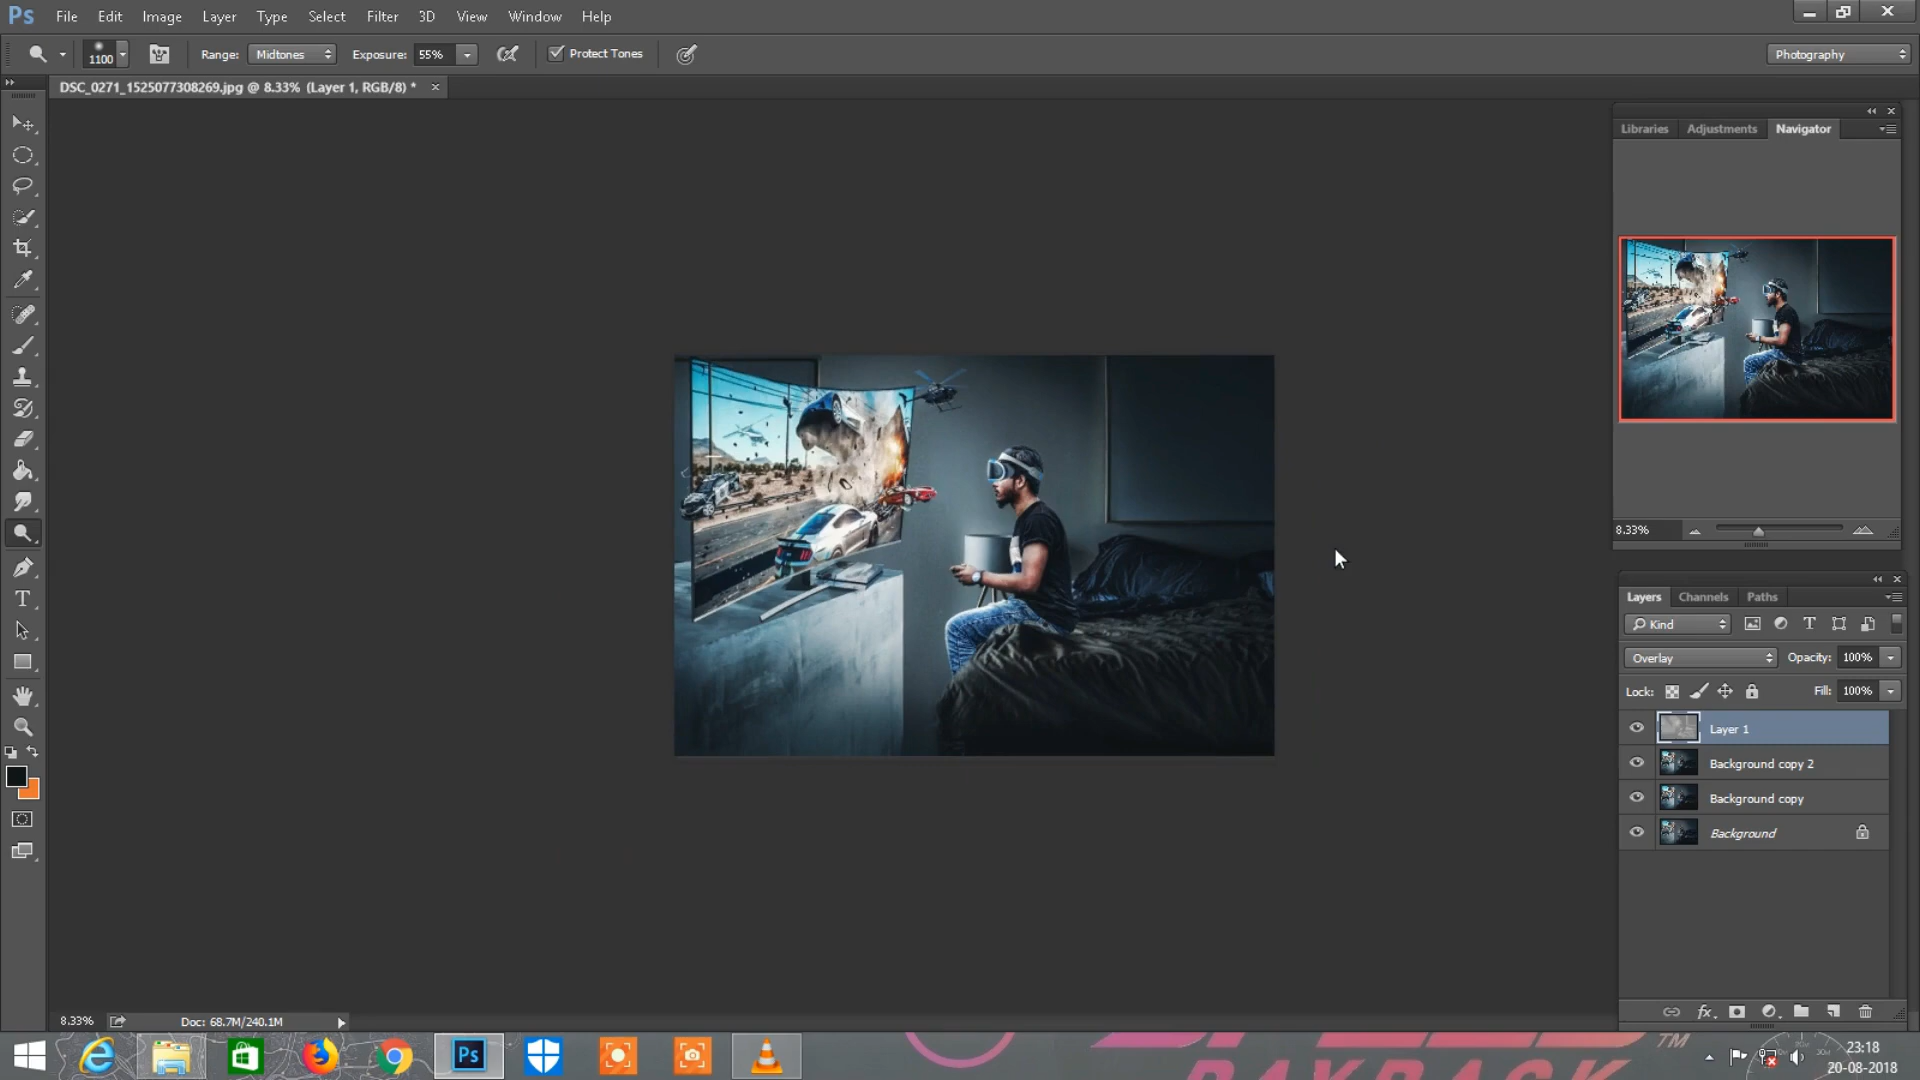 Ps File Edit Image Layer Type Select Filter 3D View Window Help
1100 Range: Midtones Exposure: 55% Protect Tones Photography
DSC_0271_1525077308269.jpg @ 8.33% (Layer 1, RGB/8) *
Libraries Adjustments Navigator
8.33%
Layers Channels Paths
Kind
Overlay Opacity: 100%
Lock: Fill: 100%
Layer 1
Background copy 2
Background copy
Background
8.33% Doc: 68.7M/240.1M
Ps
PAYBACK TM
23:18
20-08-2018